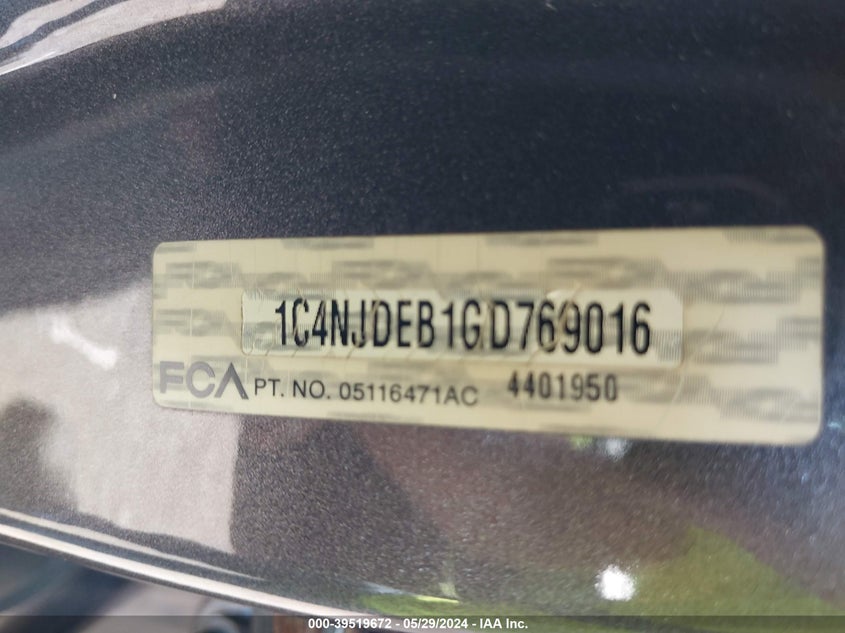 1C4NJDEB1GD769016
FCA PT. NO. 05116471AC 4401950
000-39519672 - 05/29/2024 - IAA Inc.